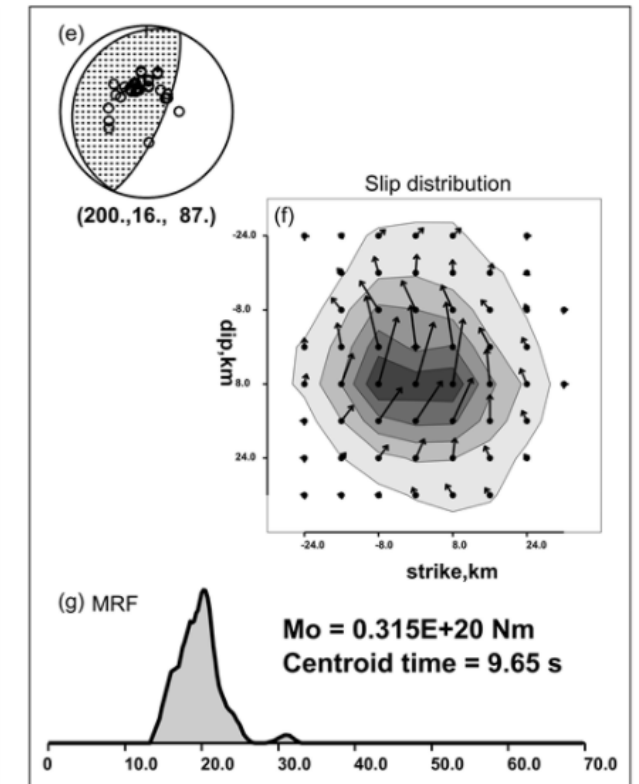 (e)
(200.,16., 87.)
Slip distribution
(f)
-24.0
-8.0
8.0
24.0
dip,km
-24.0 -8.0 8.0 24.0
strike,km
(g) MRF
Mo = 0.315E+20 Nm
Centroid time = 9.65 s
0 10.0 20.0 30.0 40.0 50.0 60.0 70.0